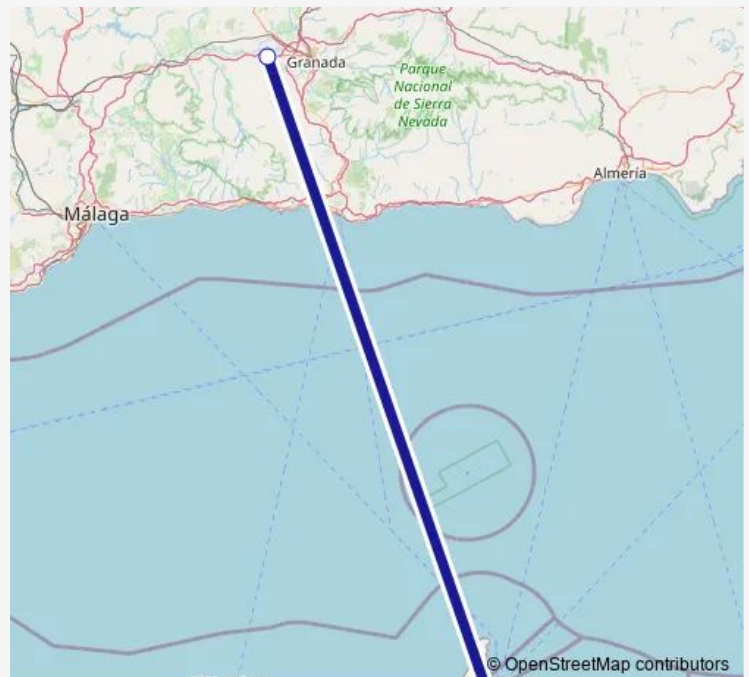 Granada
Parque
Nacional
de Sierra
Nevada
Almería
Málaga
© OpenStreetMap contributors